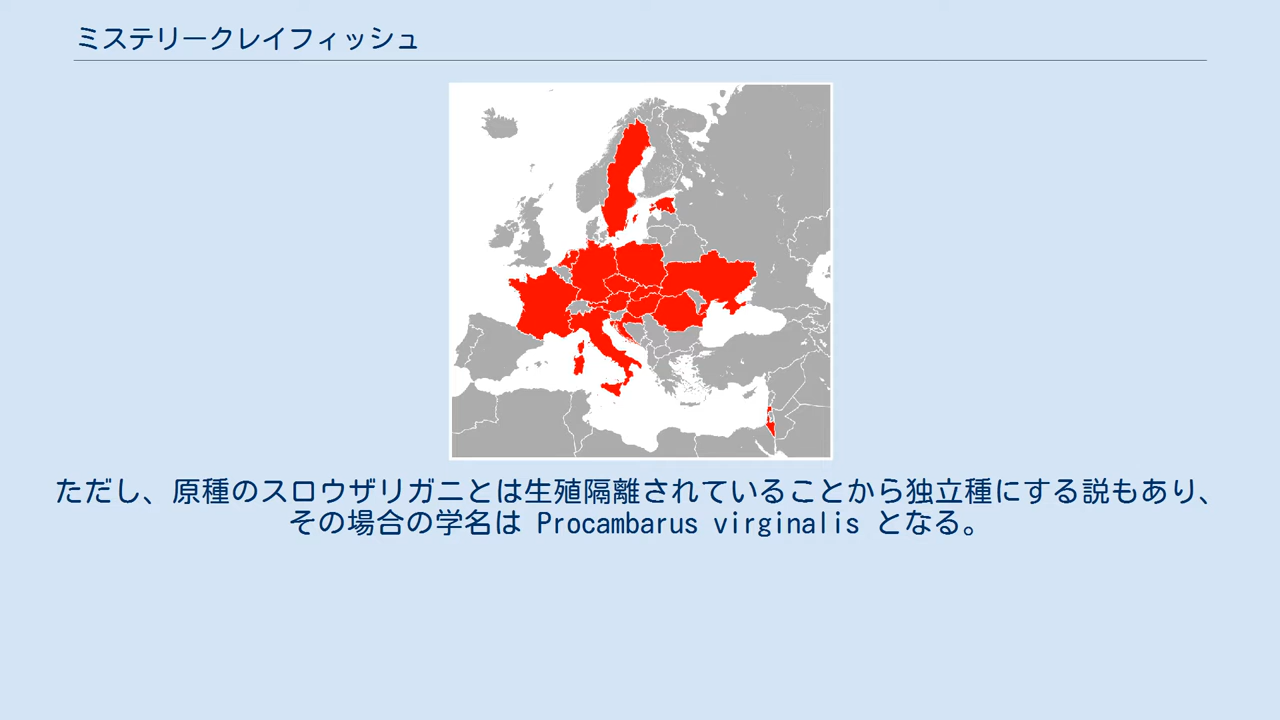 ミステリークレイフィッシュ
ただし、原種のスロウザリガニとは生殖隔離されていることから独立種にする説もあり、
その場合の学名は Procambarus virginalis となる。